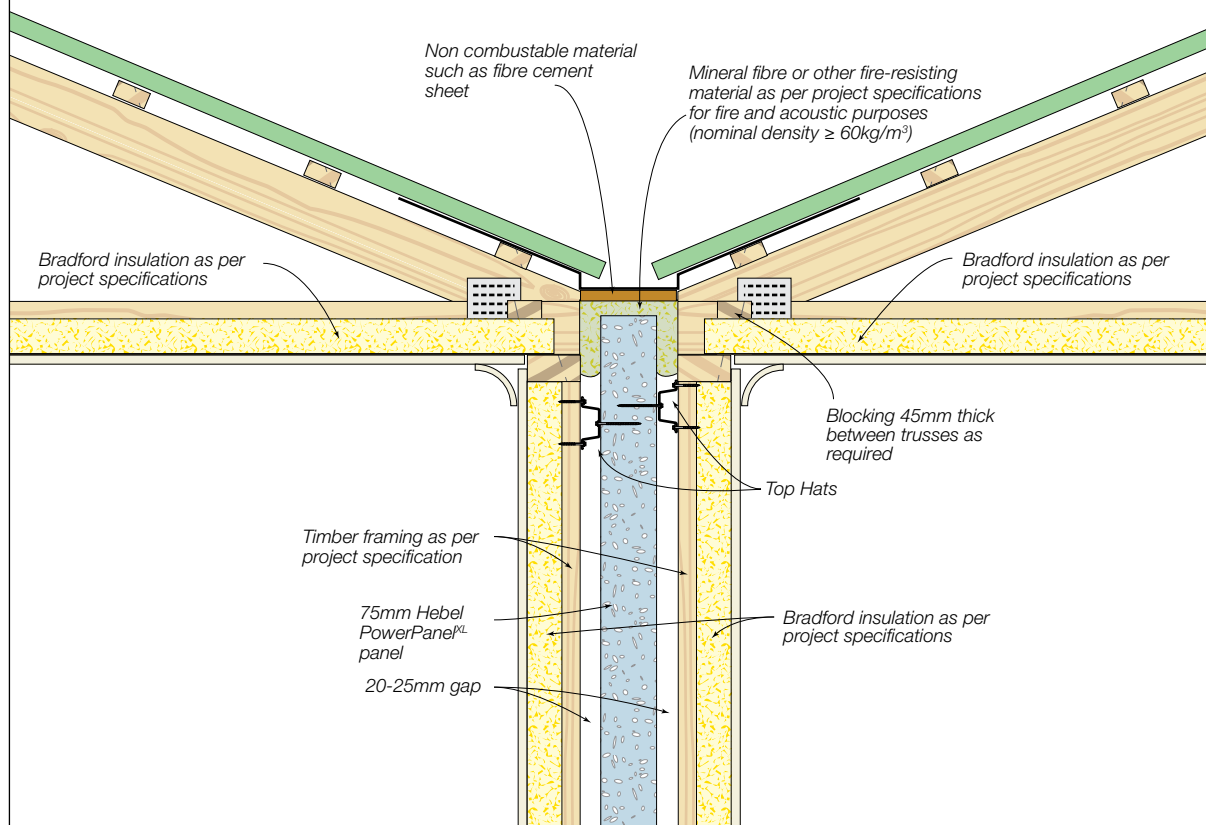 Non combustable material
such as fibre cement
sheet
Mineral fibre or other fire-resisting
material as per project specifications
for fire and acoustic purposes
(nominal density ≥ 60kg/m³)
Bradford insulation as per
project specifications
Bradford insulation as per
project specifications
Blocking 45mm thick
between trusses as
required
Top Hats
Timber framing as per
project specification
75mm Hebel
PowerPanelXL
panel
Bradford insulation as per
project specifications
20-25mm gap